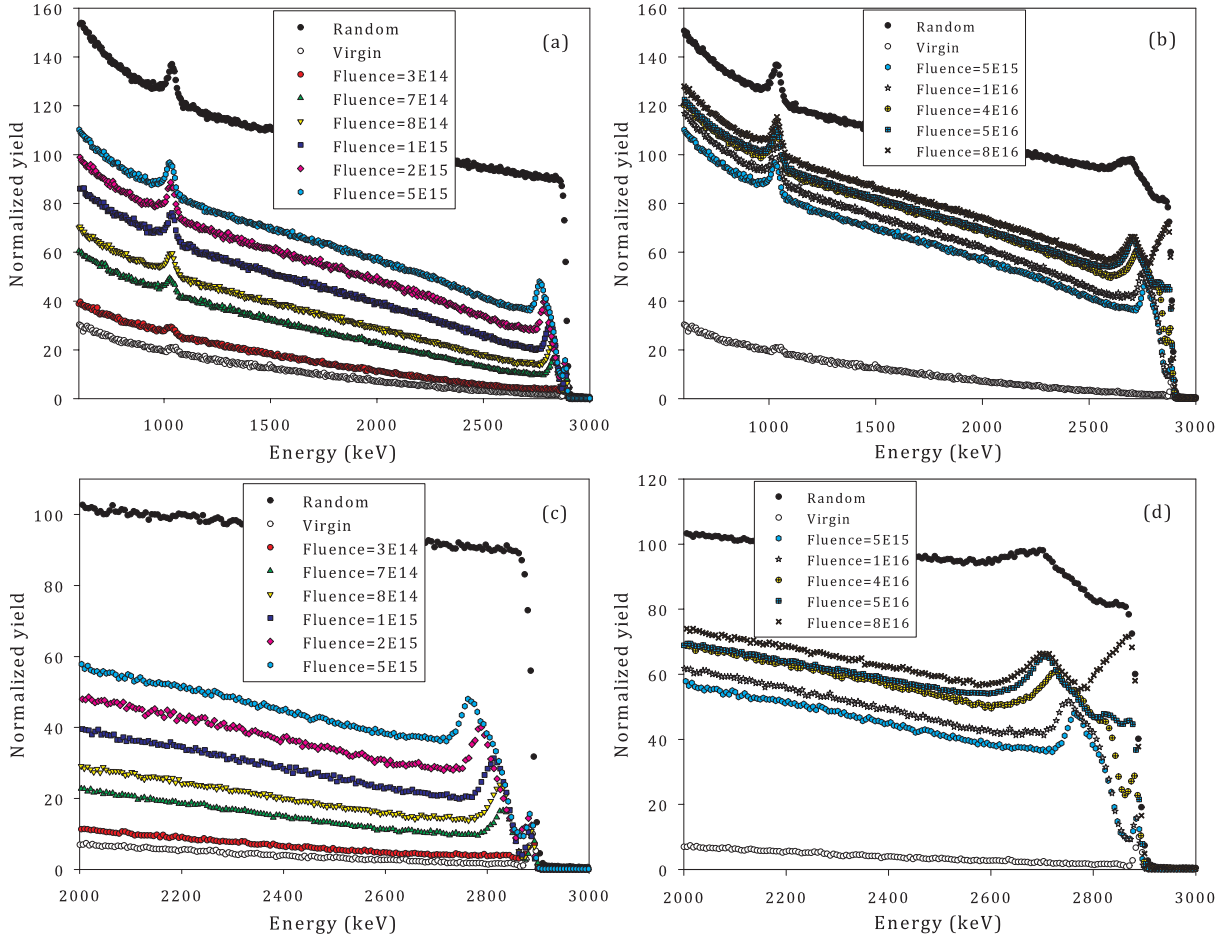 (a)
Normalized yield
160
140
120
100
80
60
40
20
0
Random
Virgin
Fluence=3E14
Fluence=7E14
Fluence=8E14
Fluence=1E15
Fluence=2E15
Fluence=5E15
1000 1500 2000 2500 3000
Energy (keV)
(b)
Normalized yield
160
140
120
100
80
60
40
20
0
Random
Virgin
Fluence=5E15
Fluence=1E16
Fluence=4E16
Fluence=5E16
Fluence=8E16
1000 1500 2000 2500 3000
Energy (keV)
(c)
Normalized yield
100
80
60
40
20
0
Random
Virgin
Fluence=3E14
Fluence=7E14
Fluence=8E14
Fluence=1E15
Fluence=2E15
Fluence=5E15
2000 2200 2400 2600 2800 3000
Energy (keV)
(d)
Normalized yield
120
100
80
60
40
20
0
Random
Virgin
Fluence=5E15
Fluence=1E16
Fluence=4E16
Fluence=5E16
Fluence=8E16
2000 2200 2400 2600 2800 3000
Energy (keV)